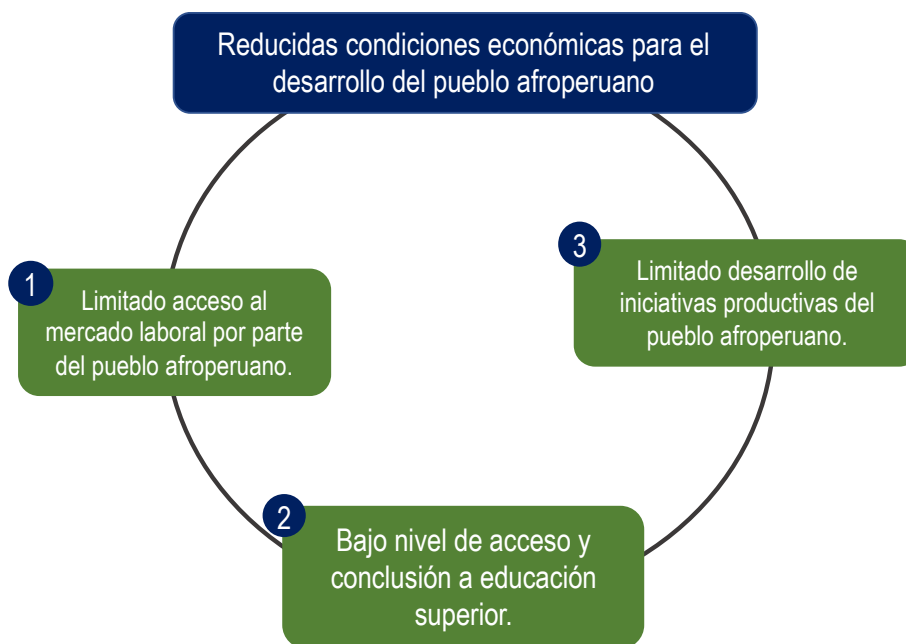 Reducidas condiciones económicas para el
desarrollo del pueblo afroperuano
1
Limitado acceso al
mercado laboral por parte
del pueblo afroperuano.
2
Bajo nivel de acceso y
conclusión a educación
superior.
3
Limitado desarrollo de
iniciativas productivas del
pueblo afroperuano.